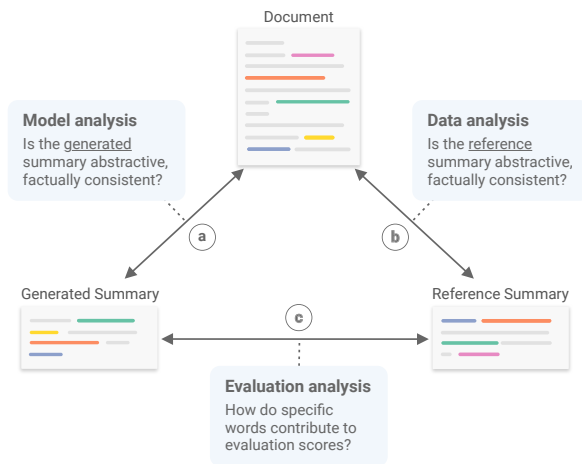 Document
Model analysis
Is the generated
summary abstractive,
factually consistent?
Data analysis
Is the reference
summary abstractive,
factually consistent?
a
b
Generated Summary
Reference Summary
c
Evaluation analysis
How do specific
words contribute to
evaluation scores?